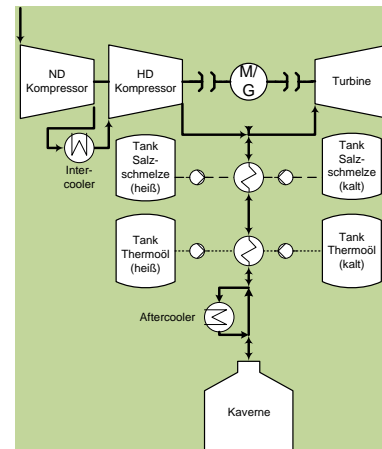 ND
Kompressor
HD
Kompressor
M/
G
Turbine
Inter-
cooler
Tank
Salz-
schmelze
(heiß)
Tank
Salz-
schmelze
(kalt)
Tank
Thermoöl
(heiß)
Tank
Thermoöl
(kalt)
Aftercooler
Kaverne